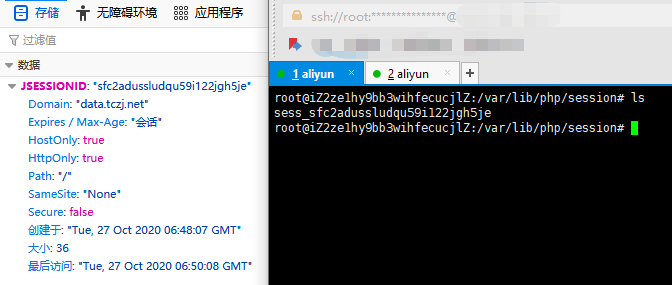 存储
无障碍环境
应用程序
过滤值
数据
JSESSIONID: "sfc2adussludqu59i122jgh5je"
Domain: "data.tczj.net"
Expires / Max-Age: "会话"
HostOnly: true
HttpOnly: true
Path: "/"
SameSite: "None"
Secure: false
创建于: "Tue, 27 Oct 2020 06:48:07 GMT"
大小: 36
最后访问: "Tue, 27 Oct 2020 06:50:08 GMT"
ssh://root:***************@
1 aliyun ×
2 aliyun ×
+
root@iZ2ze1hy9bb3wihfecucjlZ:/var/lib/php/session# ls
sess_sfc2adussludqu59i122jgh5je
root@iZ2ze1hy9bb3wihfecucjlZ:/var/lib/php/session#